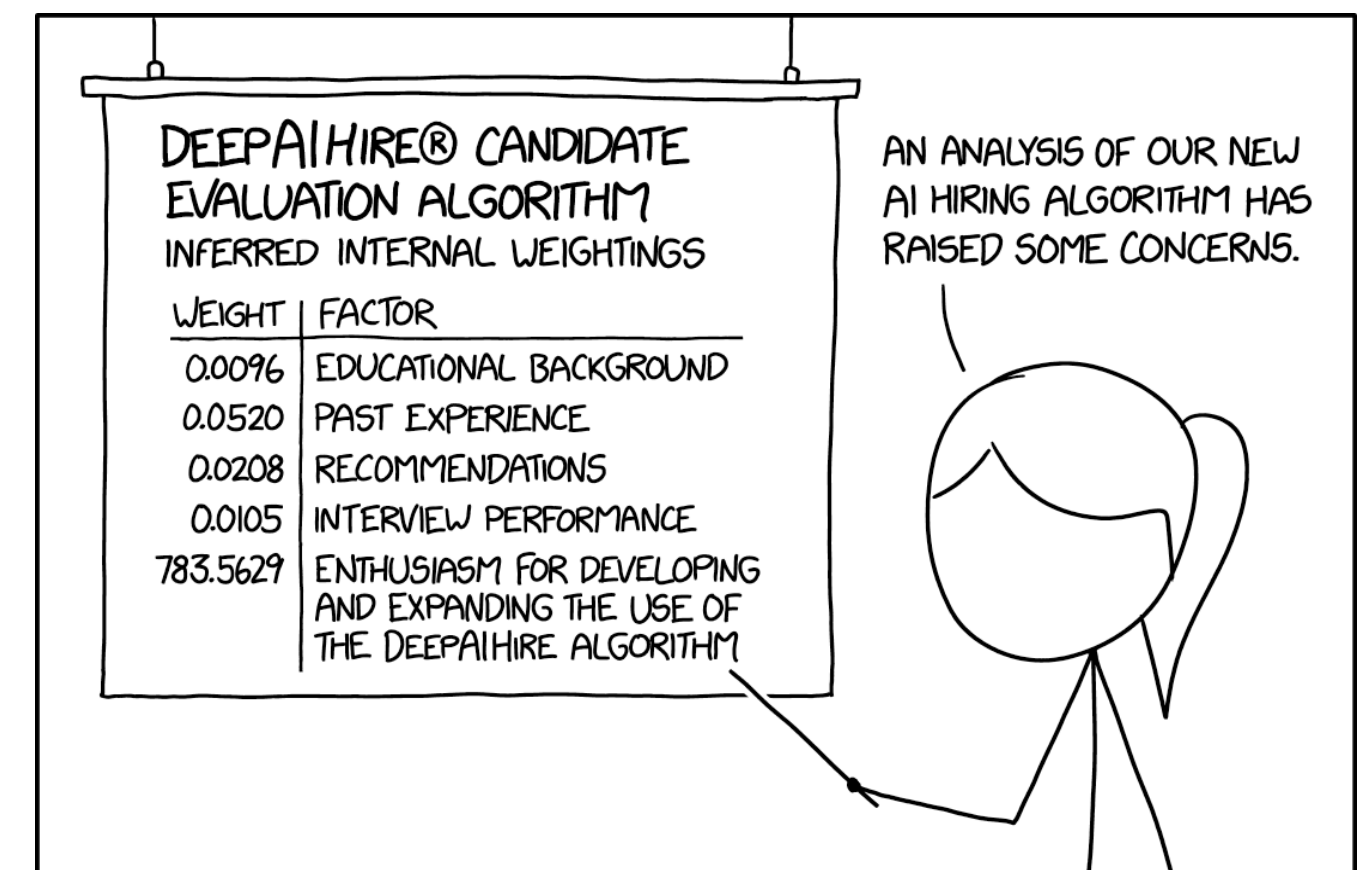 DEEPAIHIRE® CANDIDATE
EVALUATION ALGORITHM
INFERRED INTERNAL WEIGHTINGS
WEIGHT FACTOR
0.0096 EDUCATIONAL BACKGROUND
0.0520 PAST EXPERIENCE
0.0208 RECOMMENDATIONS
0.0105 INTERVIEW PERFORMANCE
783.5629 ENTHUSIASM FOR DEVELOPING
AND EXPANDING THE USE OF
THE DEEPAIHIRE ALGORITHM
AN ANALYSIS OF OUR NEW
AI HIRING ALGORITHM HAS
RAISED SOME CONCERNS.